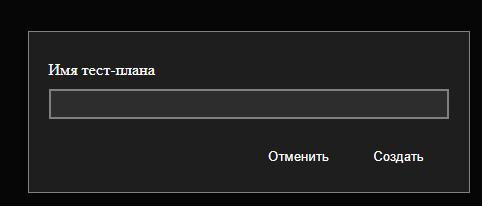 Имя тест-плана
Отменить Создать